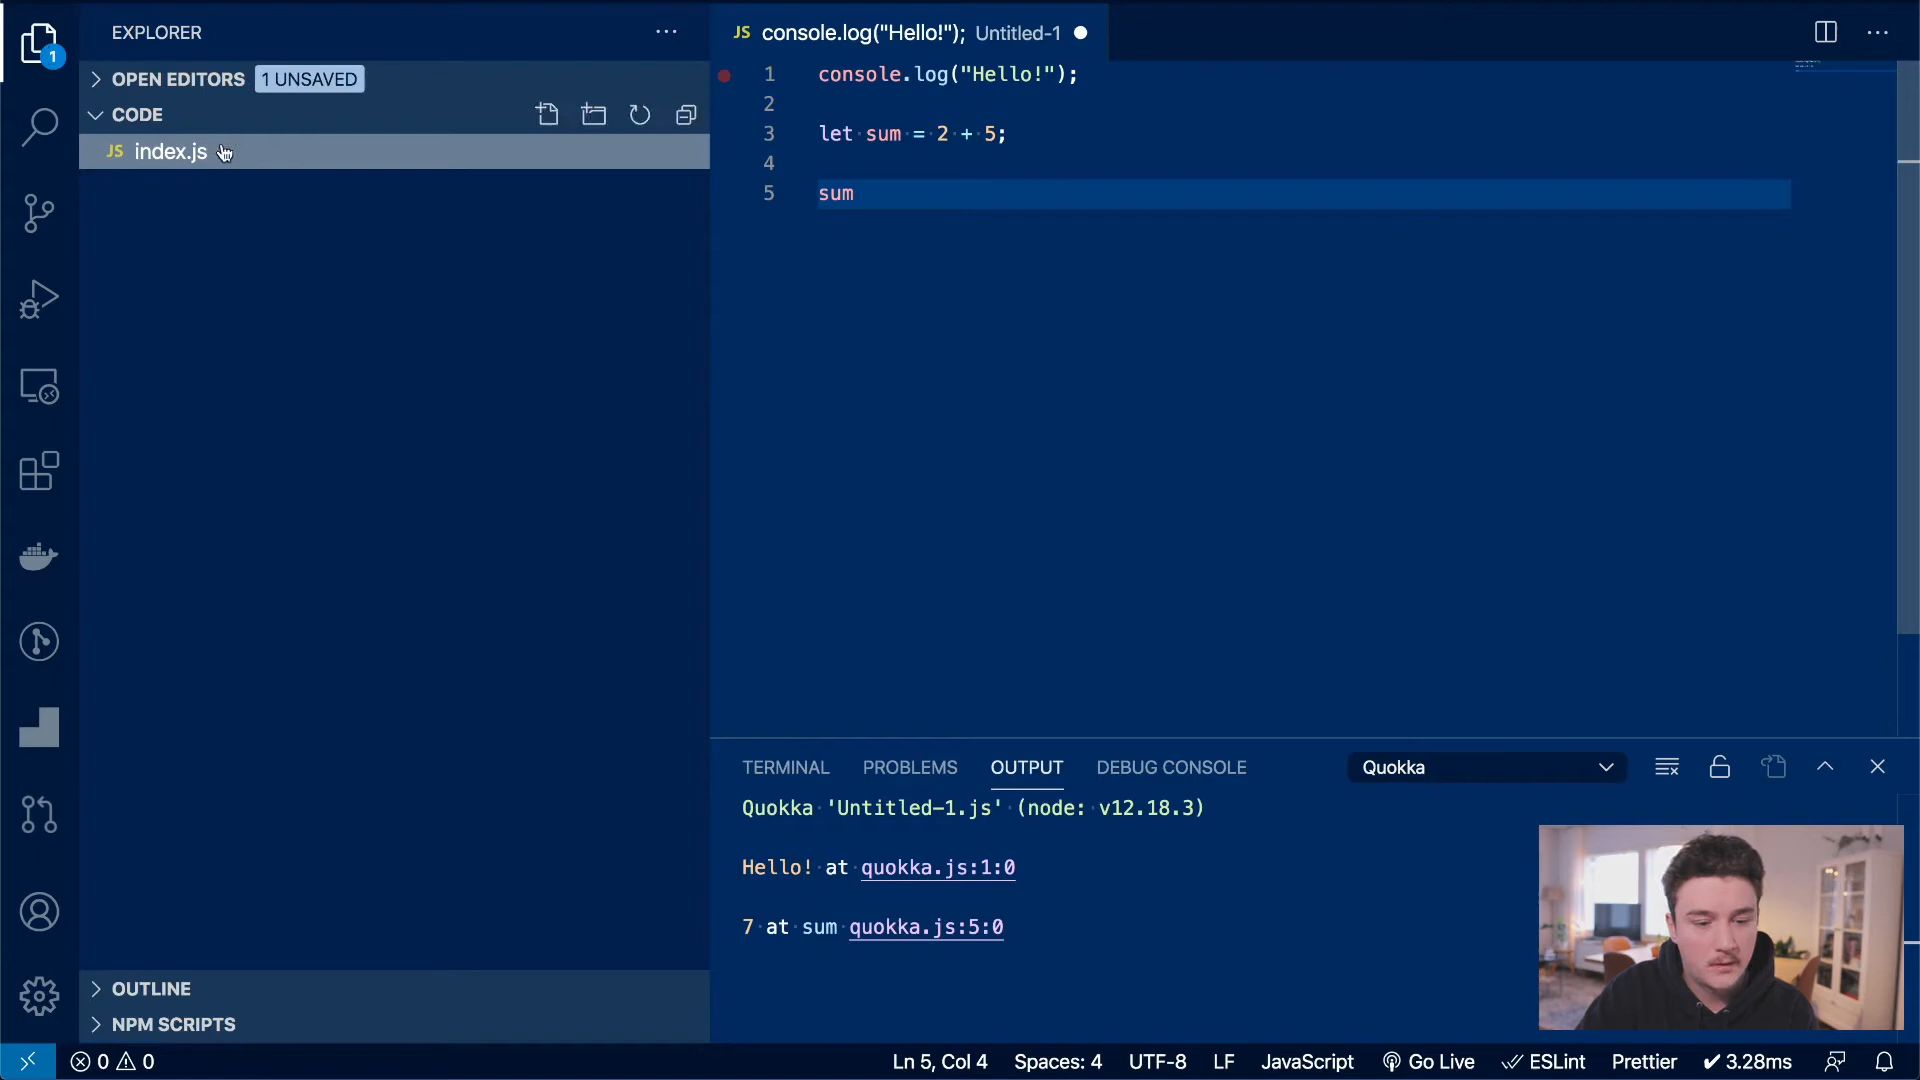 EXPLORER
1
OPEN EDITORS 1 UNSAVED
CODE
JS index.js
JS console.log("Hello!"); Untitled-1
1 console.log("Hello!");
2
3 let sum = 2 + 5;
4
5 sum
TERMINAL PROBLEMS OUTPUT DEBUG CONSOLE Quokka
Quokka 'Untitled-1.js' (node: v12.18.3)
Hello! at quokka.js:1:0
7 at sum quokka.js:5:0
OUTLINE
NPM SCRIPTS
0 0 Ln 5, Col 4 Spaces: 4 UTF-8 LF JavaScript Go Live ESLint Prettier ✔ 3.28ms